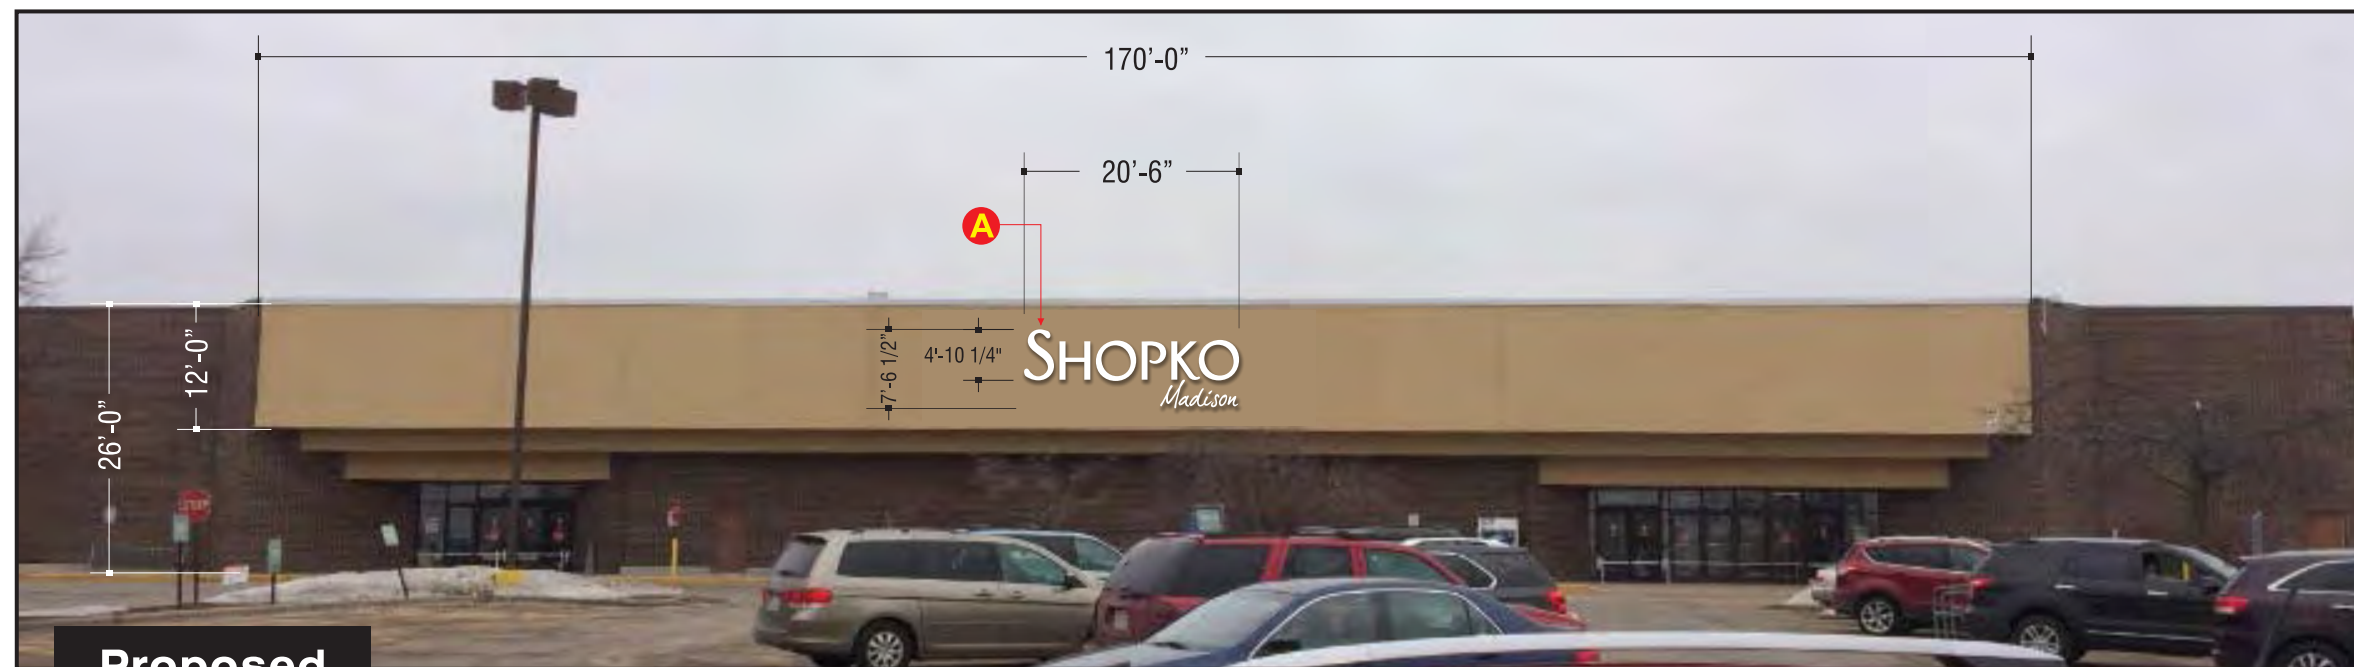 170’-0”
20’-6”
A
12’-0”
26’-0”
7’-6 1/2”
4'-10 1/4"
SHOPKO
Madison
STOP
Proposed